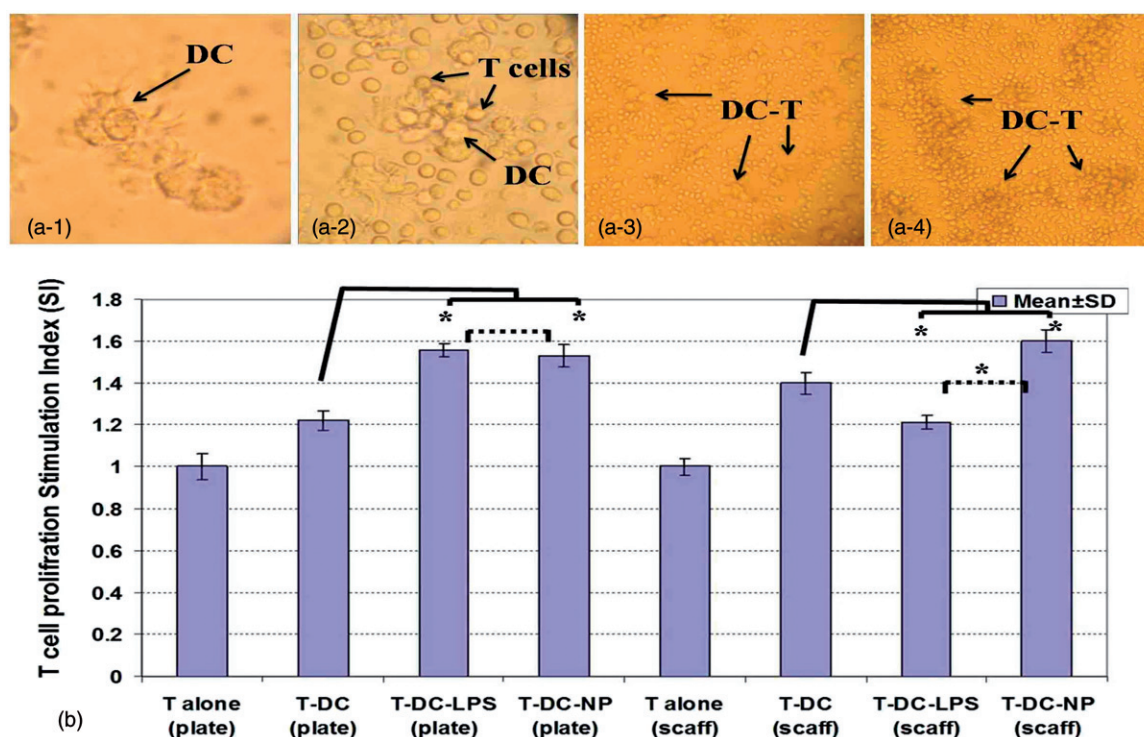 DC
(a-1)
T cells
DC
(a-2)
DC-T
(a-3)
DC-T
(a-4)
T cell prolifration Stimulation Index (SI)
1.8
1.6
1.4
1.2
1
0.8
0.6
0.4
0.2
0
Mean±SD
* * * * *
T alone (plate)
T-DC (plate)
T-DC-LPS (plate)
T-DC-NP (plate)
T alone (scaff)
T-DC (scaff)
T-DC-LPS (scaff)
T-DC-NP (scaff)
(b)